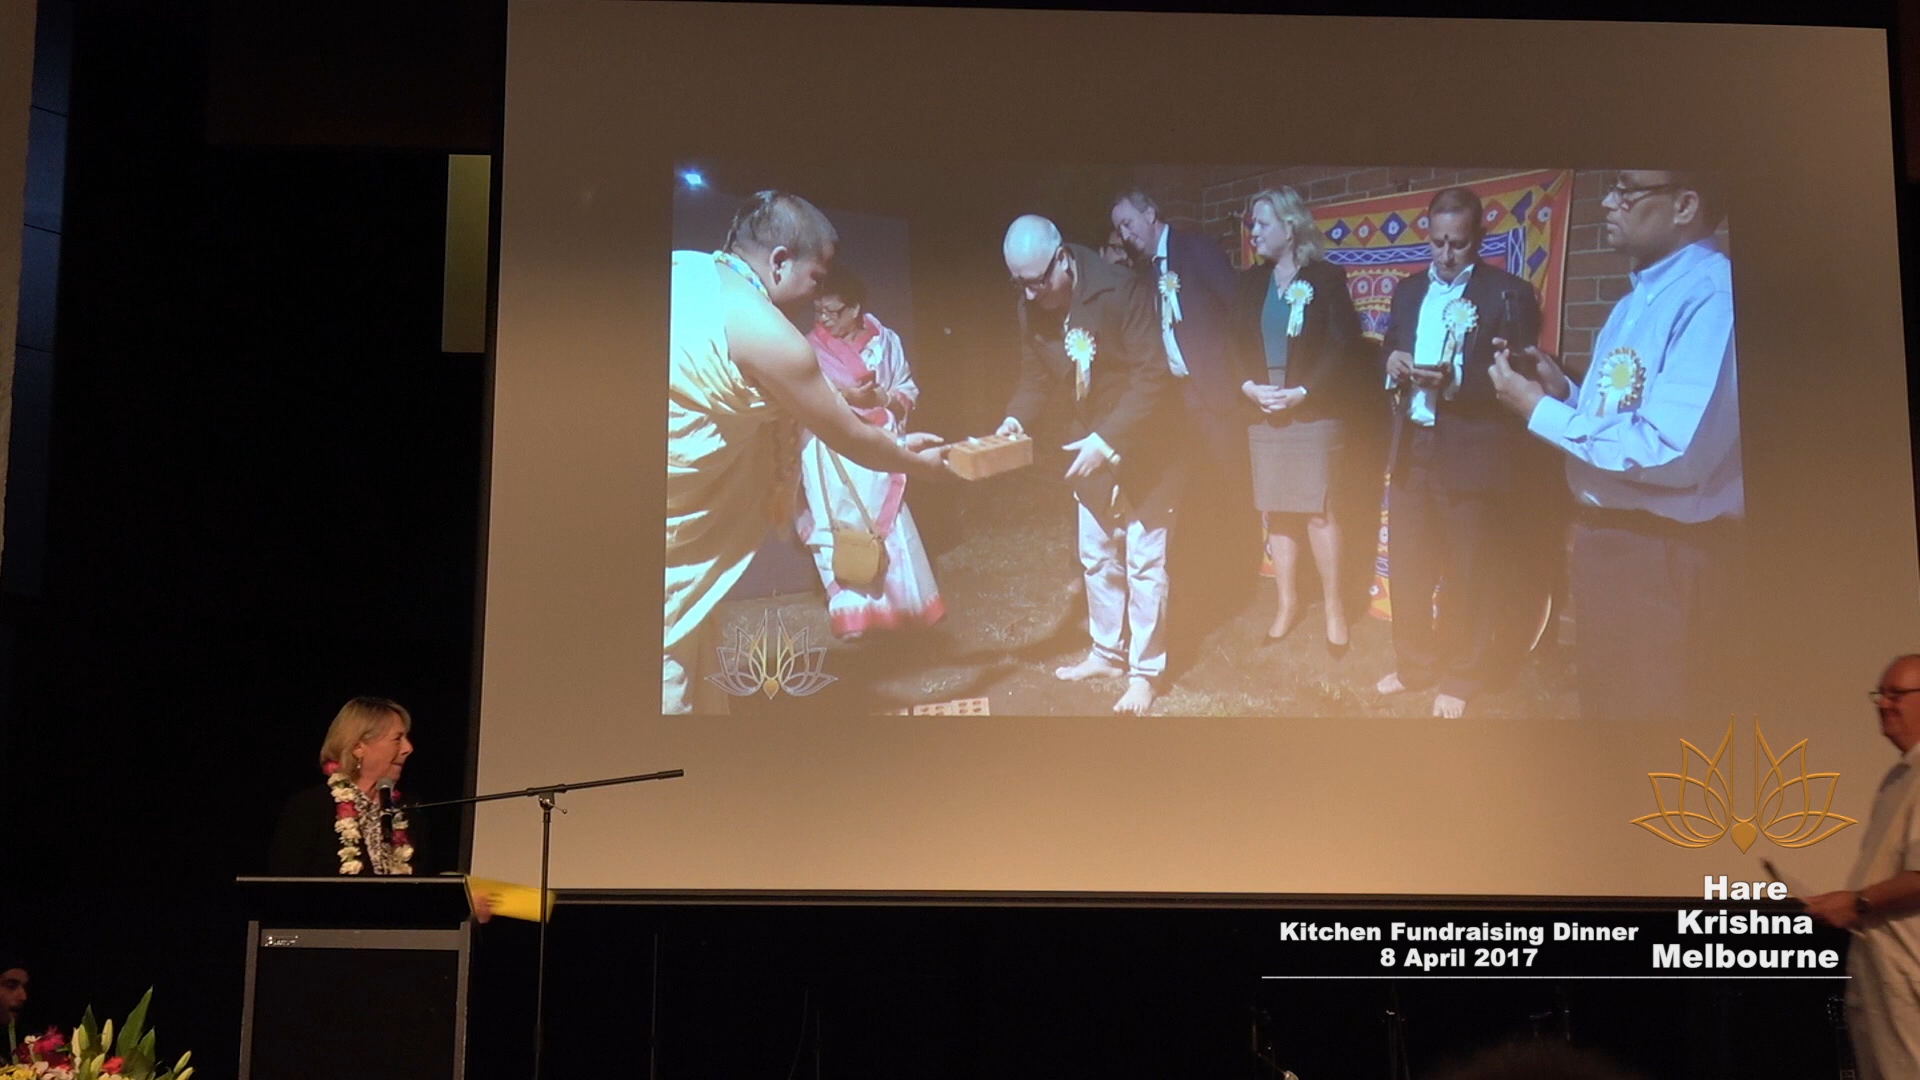 Kitchen Fundraising Dinner
8 April 2017
Hare
Krishna
Melbourne